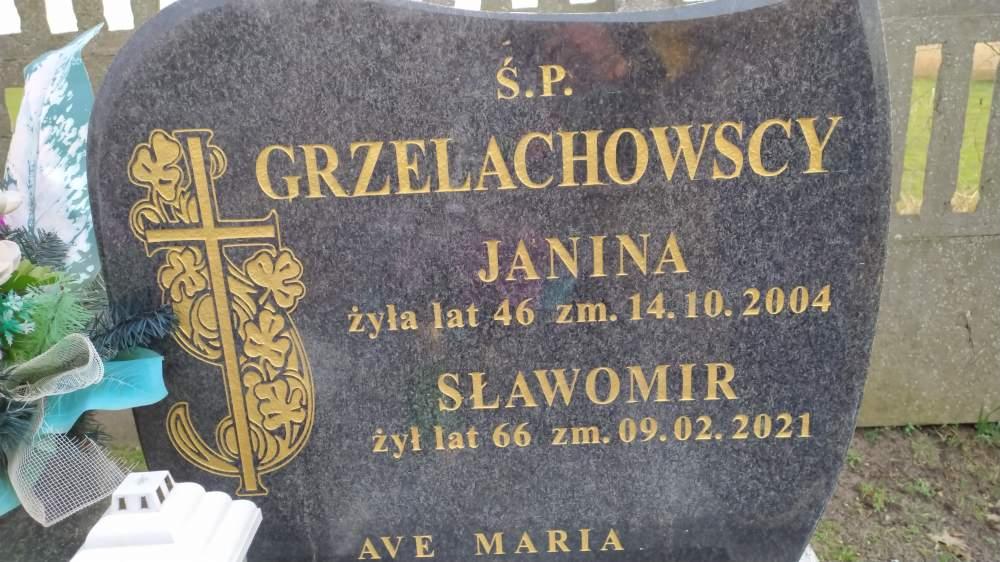 Ś.P.
GRZELACHOWSCY
JANINA
żyła lat 46 zm. 14.10.2004
SŁAWOMIR
żył lat 66 zm. 09.02.2021
AVE MARIA